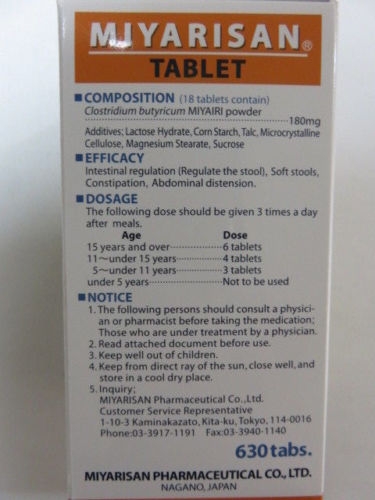 MIYARISAN®
TABLET
■COMPOSITION (18 tablets contain)
Clostridium butyricum MIYAIRI powder
........................................................180mg
Additives; Lactose Hydrate, Corn Starch, Talc, Microcrystalline
Cellulose, Magnesium Stearate, Sucrose
■EFFICACY
Intestinal regulation (Regulate the stool), Soft stools,
Constipation, Abdominal distension.
■DOSAGE
The following dose should be given 3 times a day
after meals.
Age Dose
15 years and over...............6 tablets
11~under 15 years...............4 tablets
5~under 11 years...............3 tablets
under 5 years......................Not to be used
■NOTICE
1. The following persons should consult a physici-
an or pharmacist before taking the medication;
Those who are under treatment by a physician.
2. Read attached document before use.
3. Keep well out of children.
4. Keep from direct ray of the sun, close well, and
store in a cool dry place.
5. Inquiry;
MIYARISAN Pharmaceutical Co., Ltd.
Customer Service Representative
1-10-3 Kaminakazato, Kita-ku, Tokyo, 114-0016
Phone:03-3917-1191 Fax:03-3940-1140
630 tabs.
MIYARISAN PHARMACEUTICAL CO., LTD.
NAGANO, JAPAN